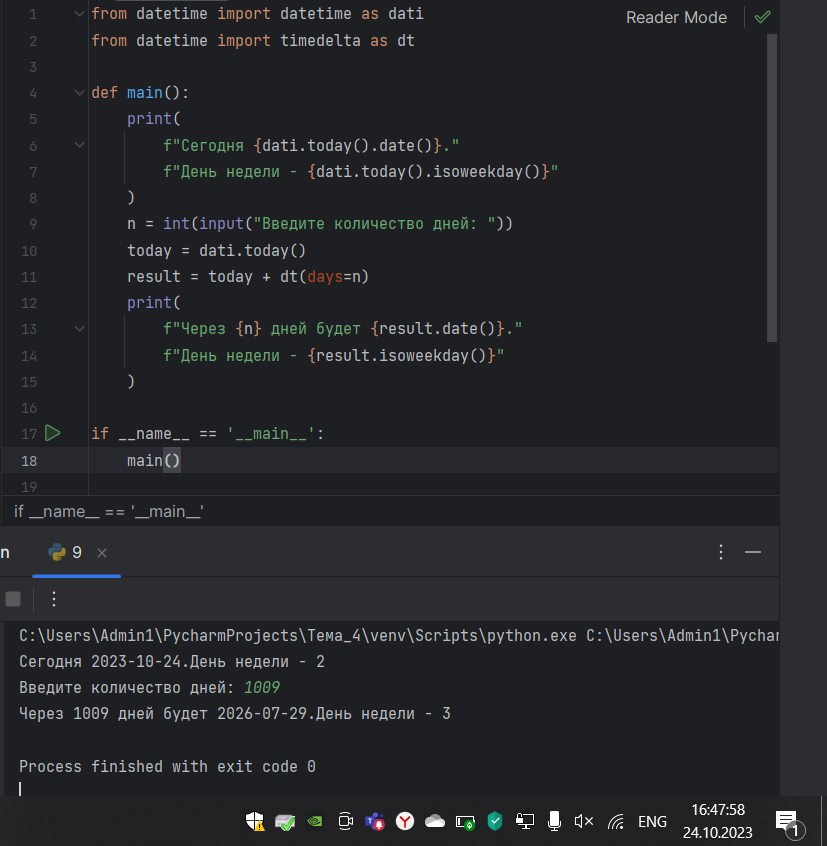 1 from datetime import datetime as dati
Reader Mode
2 from datetime import timedelta as dt
3
4 def main():
5     print(
6         f"Сегодня {dati.today().date()}."
7         f"День недели - {dati.today().isoweekday()}"
8     )
9     n = int(input("Введите количество дней: "))
10     today = dati.today()
11     result = today + dt(days=n)
12     print(
13         f"Через {n} дней будет {result.date()}."
14         f"День недели - {result.isoweekday()}"
15     )
16
17 if __name__ == '__main__':
18     main()
19
if __name__ == '__main__'
n 9
C:\Users\Admin1\PycharmProjects\Тема_4\venv\Scripts\python.exe C:\Users\Admin1\Pychar
Сегодня 2023-10-24.День недели - 2
Введите количество дней: 1009
Через 1009 дней будет 2026-07-29.День недели - 3
Process finished with exit code 0
ENG
16:47:58
24.10.2023
1